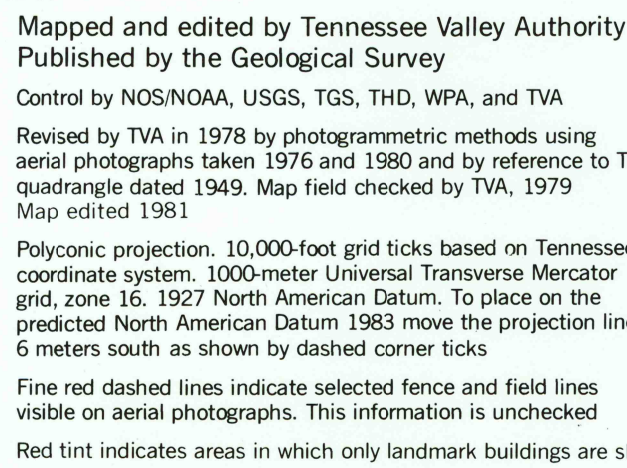 Mapped and edited by Tennessee Valley Authority
Published by the Geological Survey
Control by NOS/NOAA, USGS, TGS, THD, WPA, and TVA
Revised by TVA in 1978 by photogrammetric methods using
aerial photographs taken 1976 and 1980 and by reference to T
quadrangle dated 1949. Map field checked by TVA, 1979
Map edited 1981
Polyconic projection. 10,000-foot grid ticks based on Tennessee
coordinate system. 1000-meter Universal Transverse Mercator
grid, zone 16. 1927 North American Datum. To place on the
predicted North American Datum 1983 move the projection lin
6 meters south as shown by dashed corner ticks
Fine red dashed lines indicate selected fence and field lines
visible on aerial photographs. This information is unchecked
Red tint indicates areas in which only landmark buildings are s